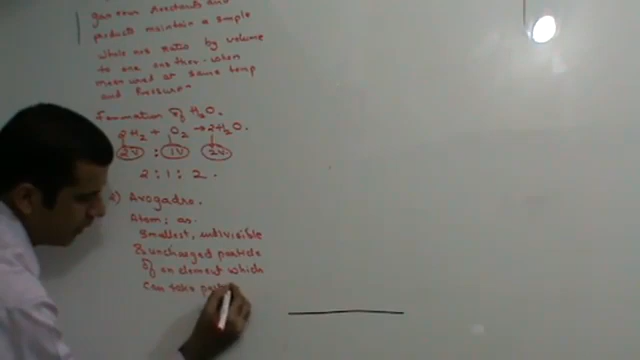 gaseous reactants and
products maintain a simple
whole no. ratio by volume
to one another when
measured at same temp
and Pressure
Formation of H₂O.
2H₂ + O₂ → 2H₂O.
2V : 1V : 2V.
2 : 1 : 2.
2) Avogadro.
Atom: as.
Smallest, indivisible
& uncharged particle
of an element which
can take part